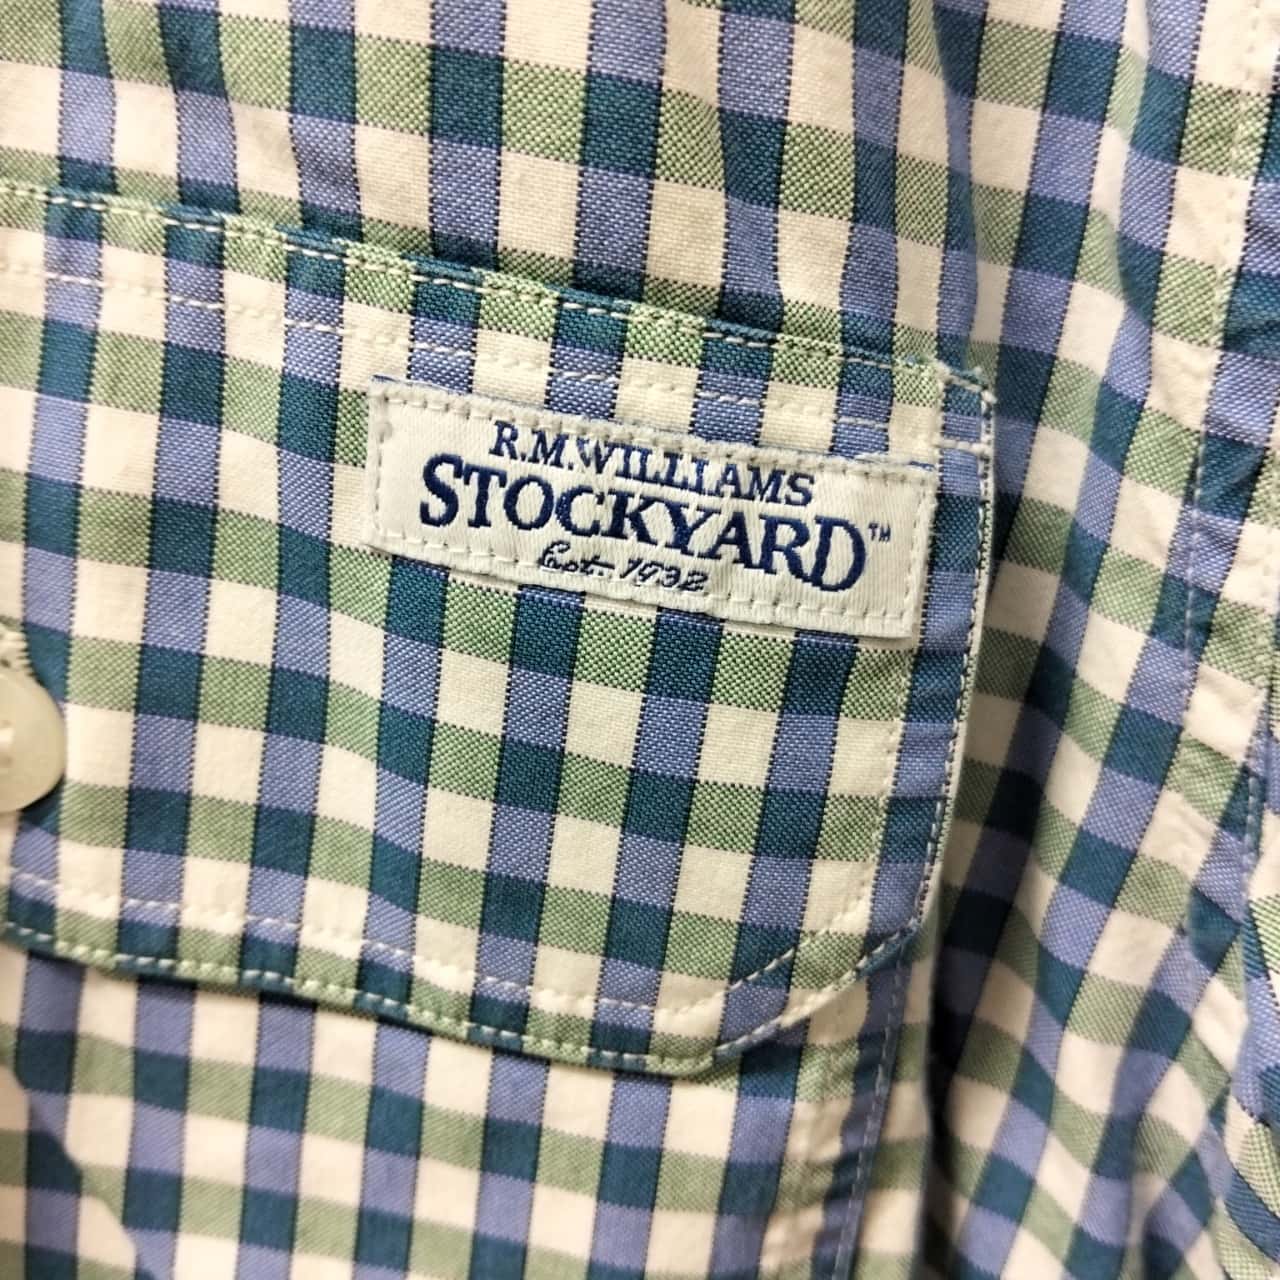 R.M.WILLIAMS
STOCKYARD™
Est. 1932